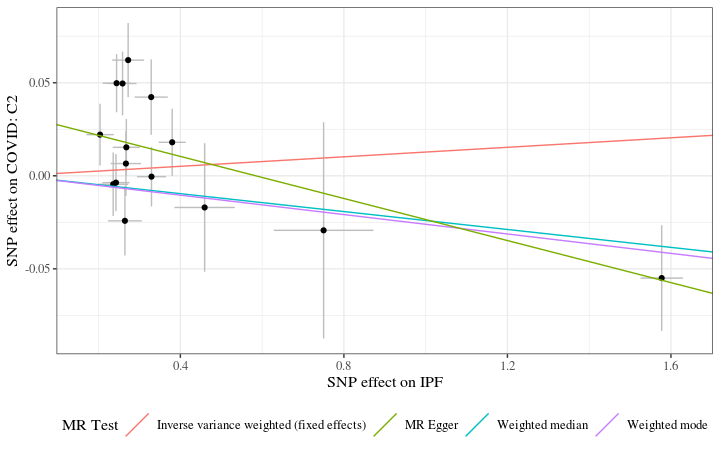 SNP effect on COVID: C2
0.05
0.00
-0.05
0.4
0.8
1.2
1.6
SNP effect on IPF
MR Test
Inverse variance weighted (fixed effects)
MR Egger
Weighted median
Weighted mode